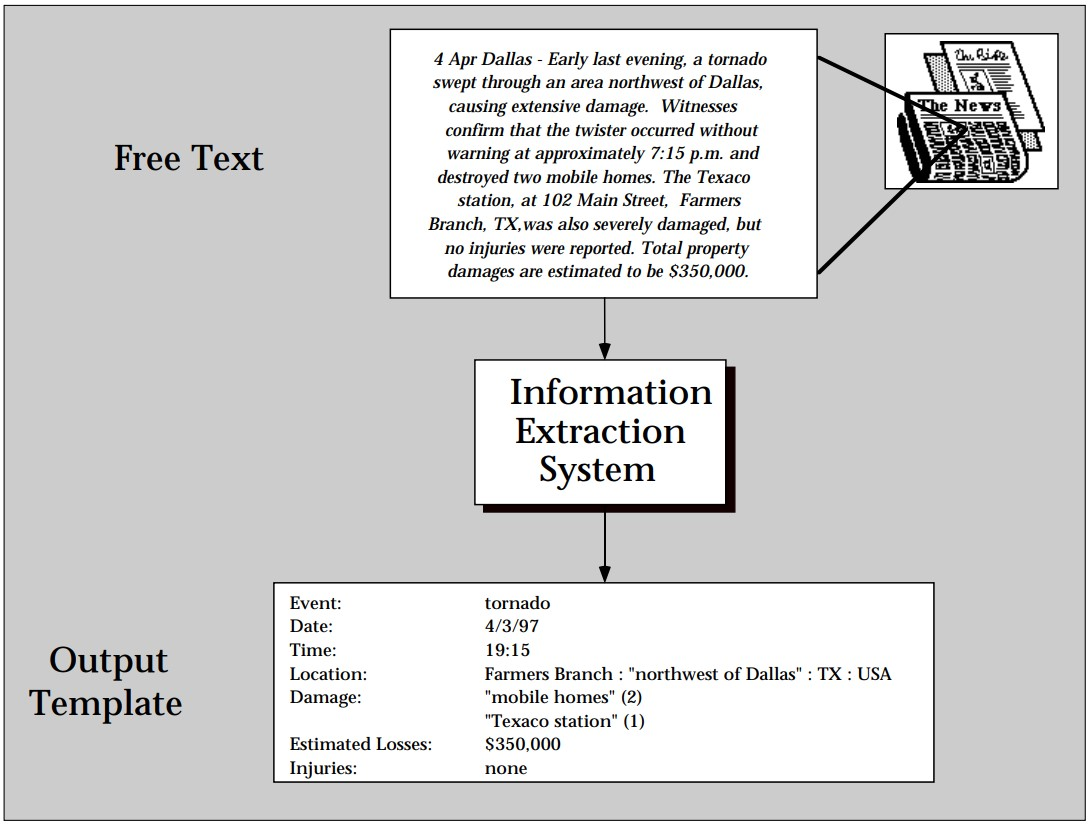 4 Apr Dallas - Early last evening, a tornado
swept through an area northwest of Dallas,
causing extensive damage. Witnesses
confirm that the twister occurred without
warning at approximately 7:15 p.m. and
destroyed two mobile homes. The Texaco
station, at 102 Main Street, Farmers
Branch, TX,was also severely damaged, but
no injuries were reported. Total property
damages are estimated to be $350,000.
The News
Free Text
Information
Extraction
System
Output
Template
Event: tornado
Date: 4/3/97
Time: 19:15
Location: Farmers Branch : "northwest of Dallas" : TX : USA
Damage: "mobile homes" (2)
"Texaco station" (1)
Estimated Losses: $350,000
Injuries: none